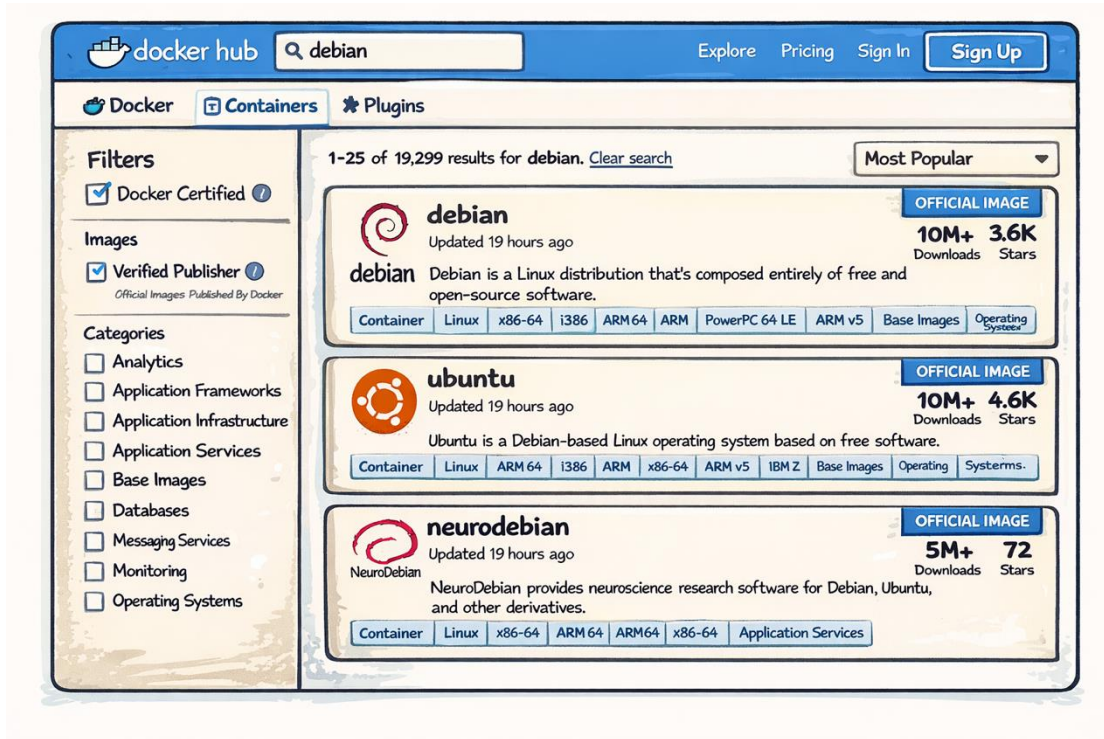 docker hub debian Explore Pricing Sign In Sign Up
Docker Containers Plugins
Filters
Docker Certified i
Images
Verified Publisher i
Official Images Published By Docker
Categories
Analytics
Application Frameworks
Application Infrastructure
Application Services
Base Images
Databases
Messaging Services
Monitoring
Operating Systems
1-25 of 19,299 results for debian. Clear search
Most Popular
debian
OFFICIAL IMAGE
Updated 19 hours ago
10M+ 3.6K
Downloads Stars
debian
Debian is a Linux distribution that's composed entirely of free and
open-source software.
Container Linux x86-64 i386 ARM64 ARM PowerPC 64 LE ARM v5 Base Images Operating
ubuntu
OFFICIAL IMAGE
Updated 19 hours ago
10M+ 4.6K
Downloads Stars
Ubuntu is a Debian-based Linux operating system based on free software.
Container Linux ARM 64 i386 ARM x86-64 ARM v5 IBM Z Base Images Operating Systerms.
neurodebian
OFFICIAL IMAGE
Updated 19 hours ago
5M+ 72
Downloads Stars
NeuroDebian
NeuroDebian provides neuroscience research software for Debian, Ubuntu,
and other derivatives.
Container Linux x86-64 ARM 64 ARM64 x86-64 Application Services